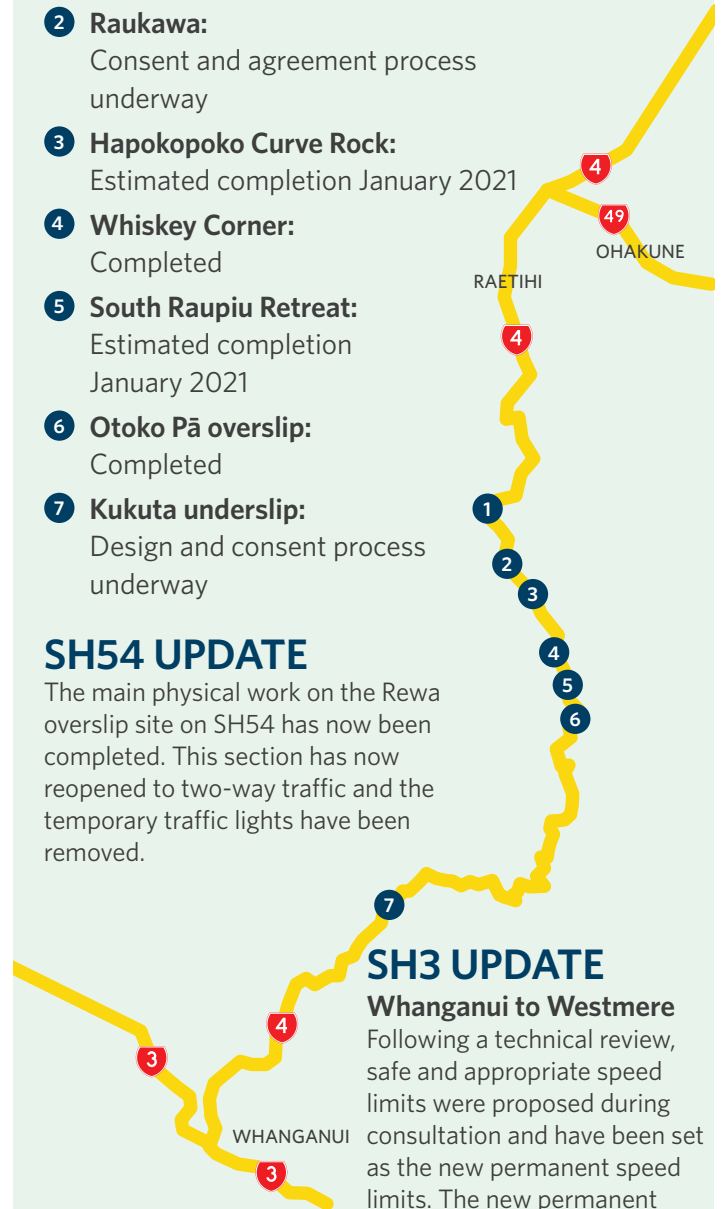 2 Raukawa:
Consent and agreement process
underway
3 Hapokopoko Curve Rock:
Estimated completion January 2021
4 Whiskey Corner:
Completed
5 South Raupiu Retreat:
Estimated completion
January 2021
6 Otoko Pā overslip:
Completed
7 Kukuta underslip:
Design and consent process
underway
SH54 UPDATE
The main physical work on the Rewa
overslip site on SH54 has now been
completed. This section has now
reopened to two-way traffic and the
temporary traffic lights have been
removed.
4
49
OHAKUNE
RAETIHI
4
1
2
3
4
5
6
7
4
3
WHANGANUI
3
SH3 UPDATE
Whanganui to Westmere
Following a technical review,
safe and appropriate speed
limits were proposed during
consultation and have been set
as the new permanent speed
limits. The new permanent